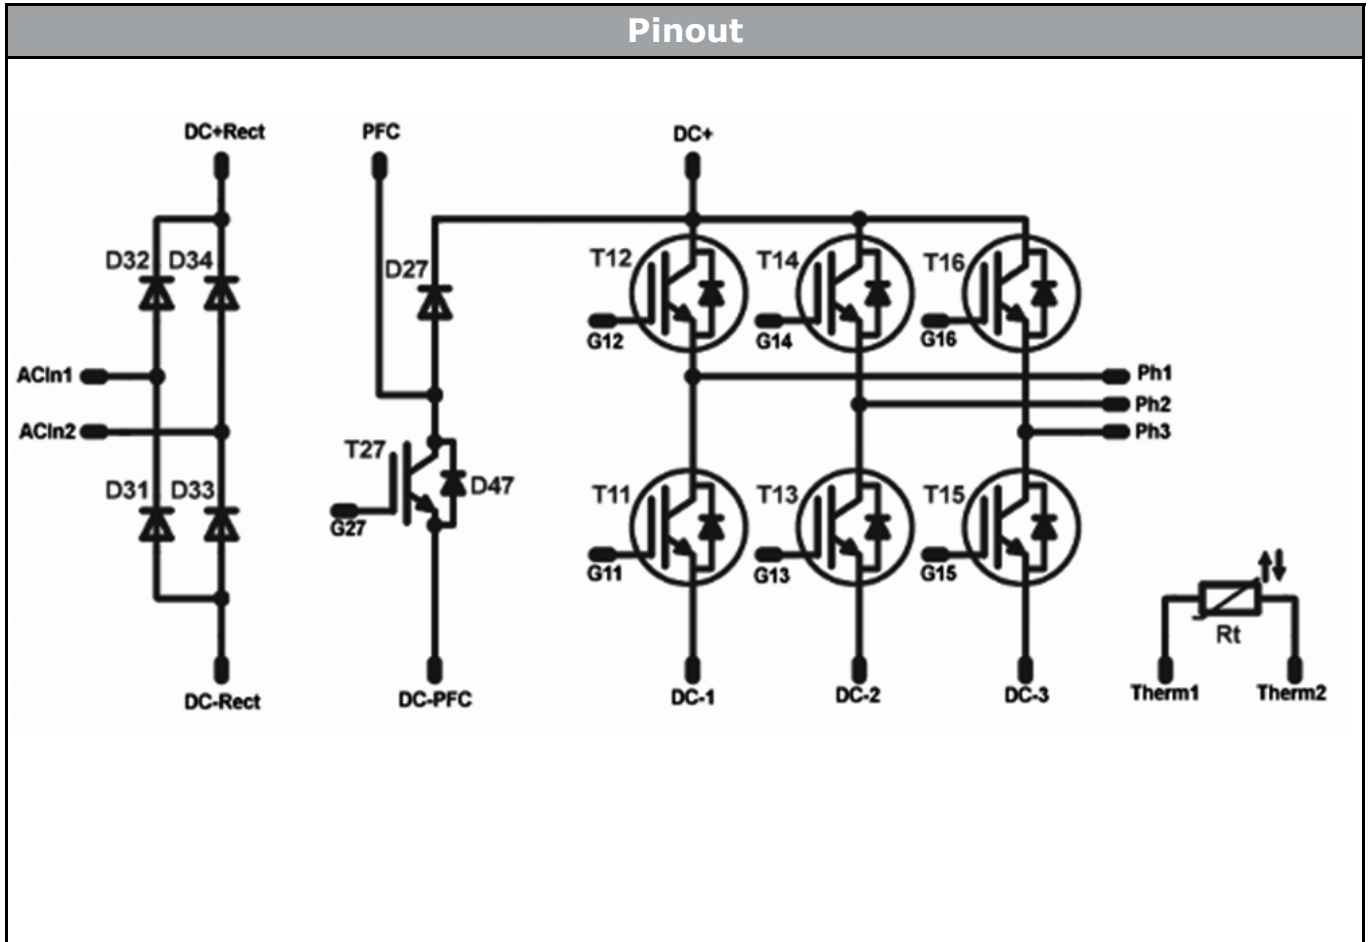 Pinout
DC+Rect PFC DC+
D32 D34 D27 T12 T14 T16
G12 G14 G16
ACIn1 Ph1
Ph2
ACIn2 Ph3
D31 D33 T27 D47 T11 T13 T15
G27 G11 G13 G15
Rt
DC-Rect DC-PFC DC-1 DC-2 DC-3 Therm1 Therm2